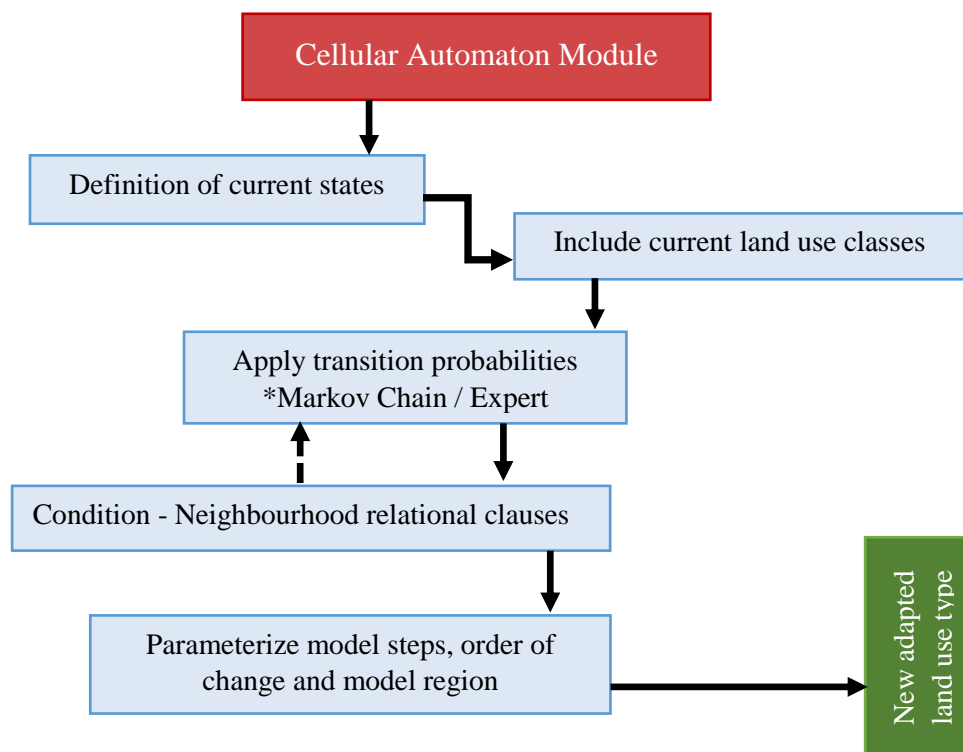 Cellular Automaton Module
Definition of current states
Include current land use classes
Apply transition probabilities
*Markov Chain / Expert
Condition - Neighbourhood relational clauses
Parameterize model steps, order of
change and model region
New adapted
land use type